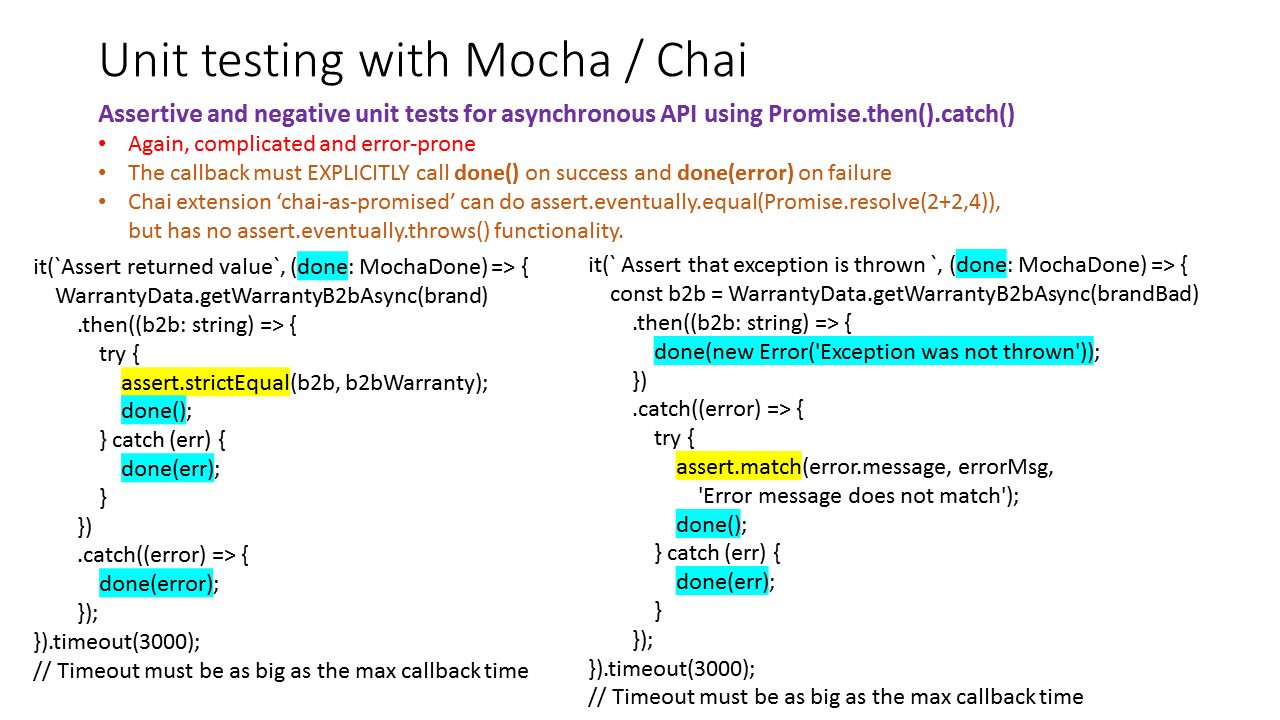 Unit testing with Mocha / Chai
Assertive and negative unit tests for asynchronous API using Promise.then().catch()
• Again, complicated and error-prone
• The callback must EXPLICITLY call done() on success and done(error) on failure
• Chai extension ‘chai-as-promised’ can do assert.eventually.equal(Promise.resolve(2+2,4)),
but has no assert.eventually.throws() functionality.
it(`Assert returned value`, (done: MochaDone) => {
WarrantyData.getWarrantyB2bAsync(brand)
.then((b2b: string) => {
try {
assert.strictEqual(b2b, b2bWarranty);
done();
} catch (err) {
done(err);
}
})
.catch((error) => {
done(error);
});
}).timeout(3000);
// Timeout must be as big as the max callback time
it(` Assert that exception is thrown `, (done: MochaDone) => {
const b2b = WarrantyData.getWarrantyB2bAsync(brandBad)
.then((b2b: string) => {
done(new Error('Exception was not thrown'));
})
.catch((error) => {
try {
assert.match(error.message, errorMsg,
'Error message does not match');
done();
} catch (err) {
done(err);
}
});
}).timeout(3000);
// Timeout must be as big as the max callback time